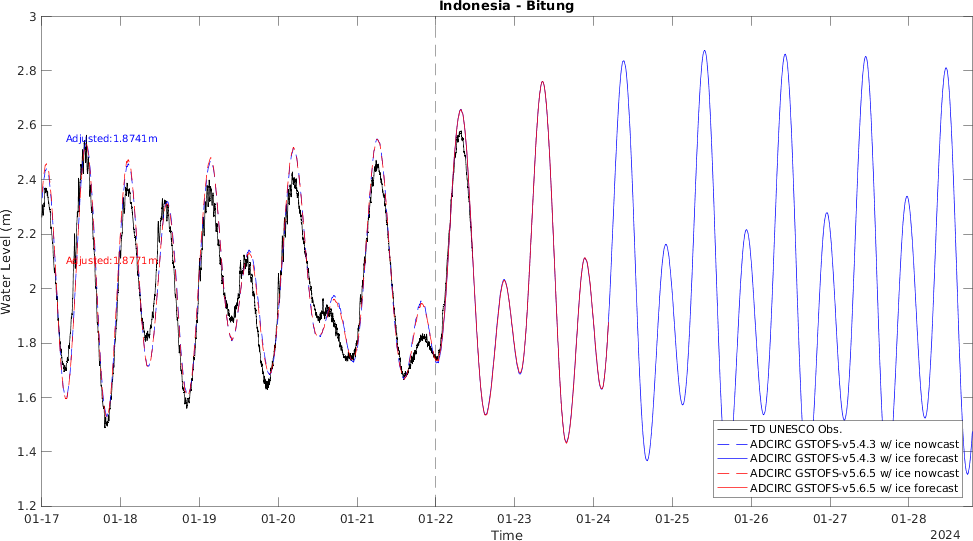 Indonesia - Bitung
3
2.8
2.6
2.4
2.2
2
1.8
1.6
1.4
1.2
Water Level (m)
Adjusted:1.8741m
Adjusted:1.8771m
TD UNESCO Obs.
ADCIRC GSTOFS-v5.4.3 w/ ice nowcast
ADCIRC GSTOFS-v5.4.3 w/ ice forecast
ADCIRC GSTOFS-v5.6.5 w/ ice nowcast
ADCIRC GSTOFS-v5.6.5 w/ ice forecast
01-17 01-18 01-19 01-20 01-21 01-22 01-23 01-24 01-25 01-26 01-27 01-28
Time
2024